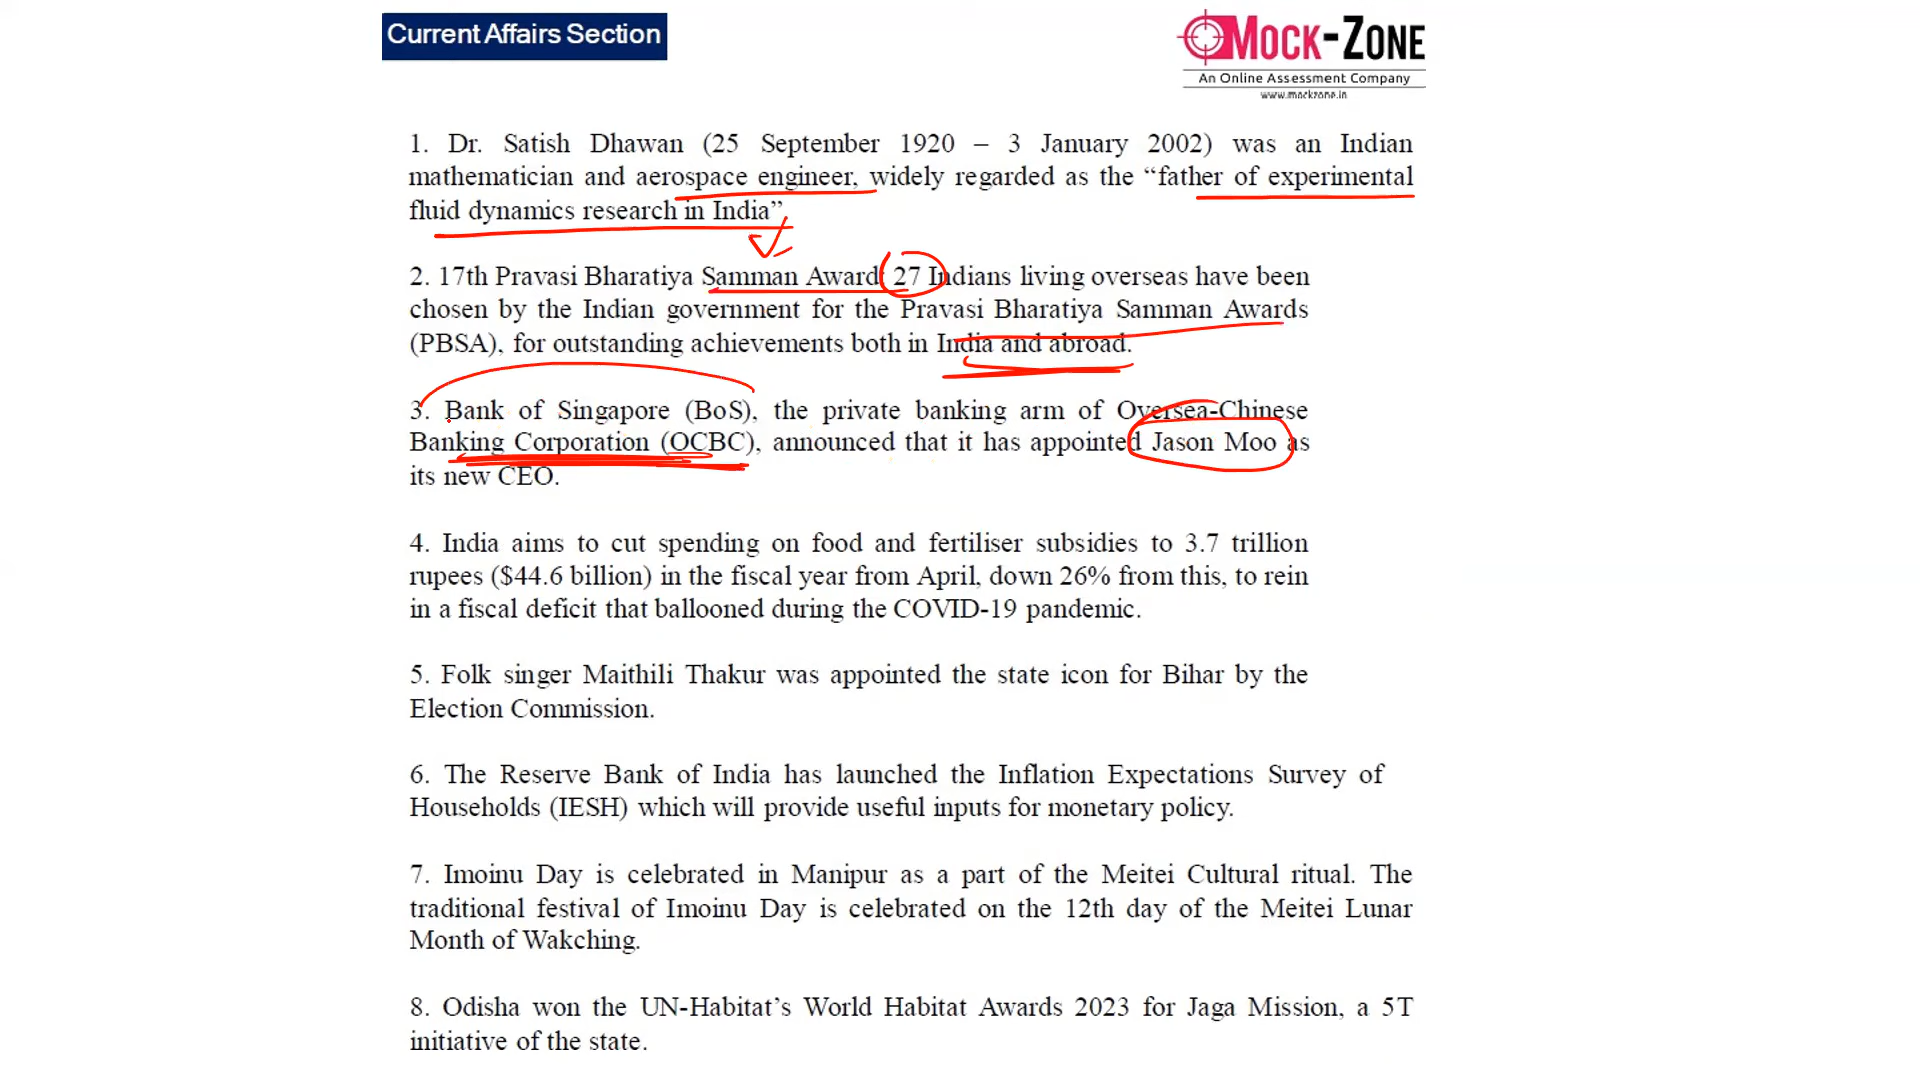 Current Affairs Section
MOCK-ZONE
An Online Assessment Company
www.mockzone.in
1. Dr. Satish Dhawan (25 September 1920 – 3 January 2002) was an Indian
mathematician and aerospace engineer, widely regarded as the “father of experimental
fluid dynamics research in India”
2. 17th Pravasi Bharatiya Samman Award 27 Indians living overseas have been
chosen by the Indian government for the Pravasi Bharatiya Samman Awards
(PBSA), for outstanding achievements both in India and abroad.
3. Bank of Singapore (BoS), the private banking arm of Oversea-Chinese
Banking Corporation (OCBC), announced that it has appointed Jason Moo as
its new CEO.
4. India aims to cut spending on food and fertiliser subsidies to 3.7 trillion
rupees ($44.6 billion) in the fiscal year from April, down 26% from this, to rein
in a fiscal deficit that ballooned during the COVID-19 pandemic.
5. Folk singer Maithili Thakur was appointed the state icon for Bihar by the
Election Commission.
6. The Reserve Bank of India has launched the Inflation Expectations Survey of
Households (IESH) which will provide useful inputs for monetary policy.
7. Imoinu Day is celebrated in Manipur as a part of the Meitei Cultural ritual. The
traditional festival of Imoinu Day is celebrated on the 12th day of the Meitei Lunar
Month of Wakching.
8. Odisha won the UN-Habitat’s World Habitat Awards 2023 for Jaga Mission, a 5T
initiative of the state.